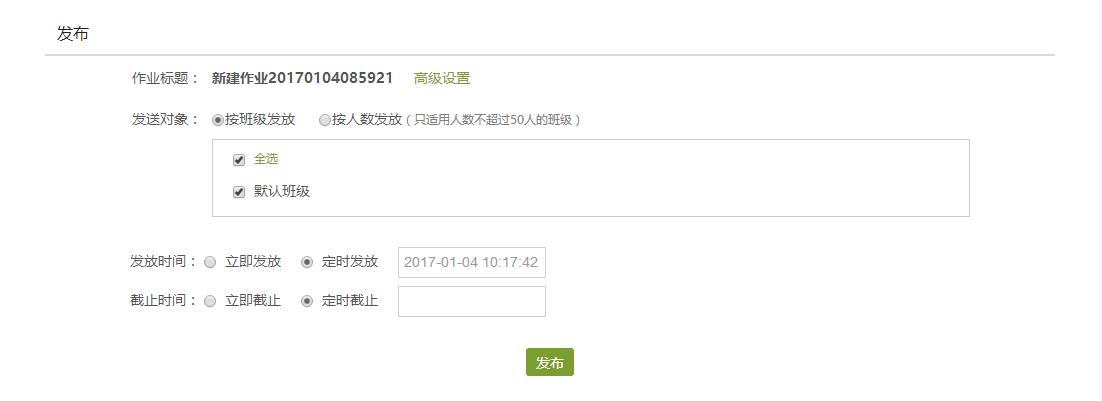 发布
作业标题： 新建作业20170104085921 高级设置
发送对象： 按班级发放 按人数发放（只适用人数不超过50人的班级）
全选
默认班级
发放时间： 立即发放 定时发放 2017-01-04 10:17:42
截止时间： 立即截止 定时截止
发布